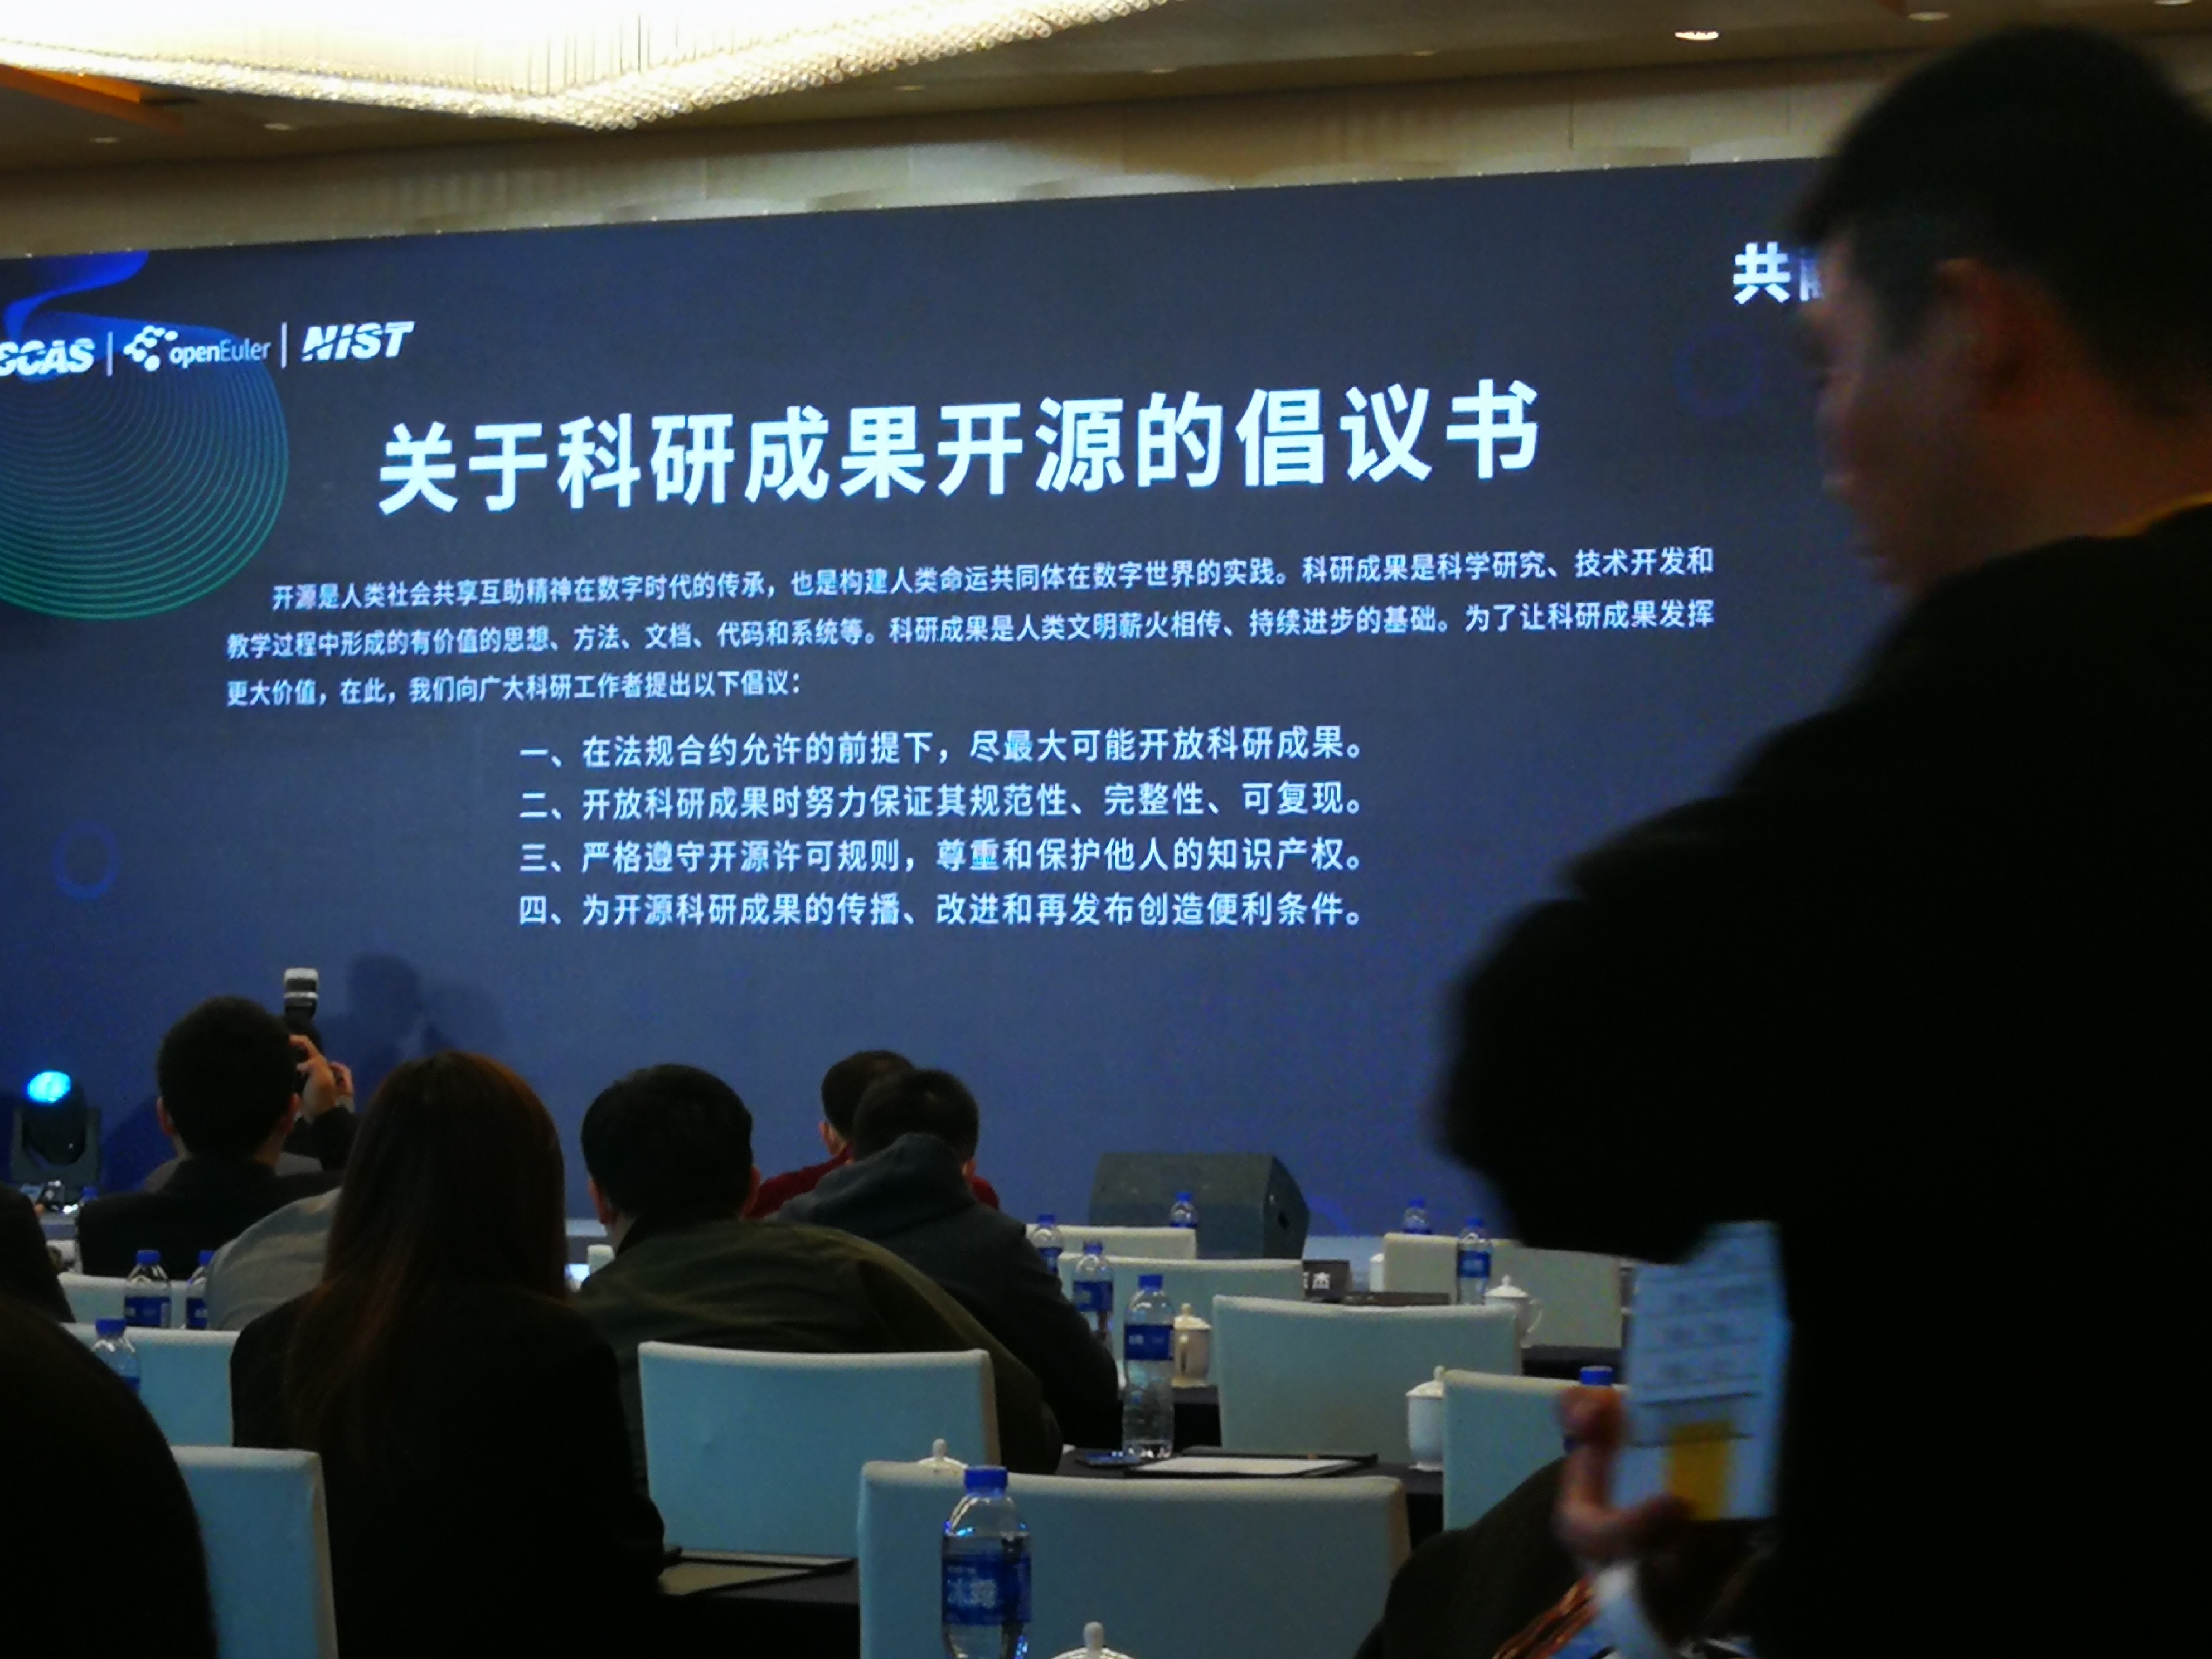 CAS
openEuler
NIST
共
关于科研成果开源的倡议书
开源是人类社会共享互助精神在数字时代的传承，也是构建人类命运共同体在数字世界的实践。科研成果是科学研究、技术开发和
教学过程中形成的有价值的思想、方法、文档、代码和系统等。科研成果是人类文明薪火相传、持续进步的基础。为了让科研成果发挥
更大价值，在此，我们向广大科研工作者提出以下倡议：
一、在法规合约允许的前提下，尽最大可能开放科研成果。
二、开放科研成果时努力保证其规范性、完整性、可复现。
三、严格遵守开源许可规则，尊重和保护他人的知识产权。
四、为开源科研成果的传播、改进和再发布创造便利条件。
杰
冰露